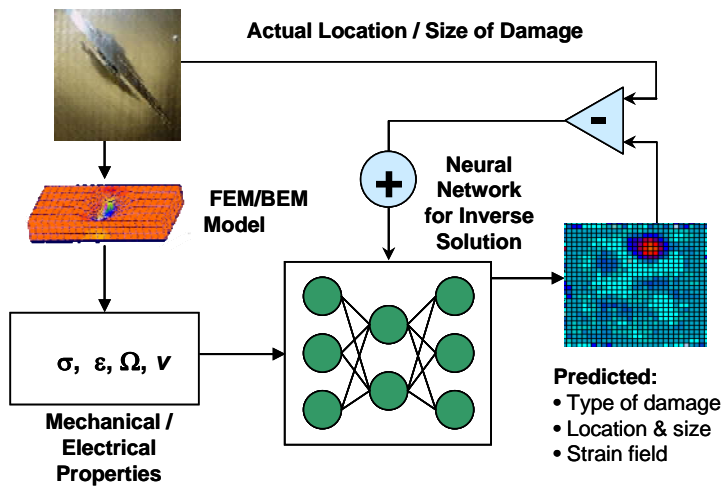 Actual Location / Size of Damage
-
+
Neural
Network
for Inverse
Solution
FEM/BEM
Model
σ, ε, Ω, v
Mechanical /
Electrical
Properties
Predicted:
• Type of damage
• Location & size
• Strain field